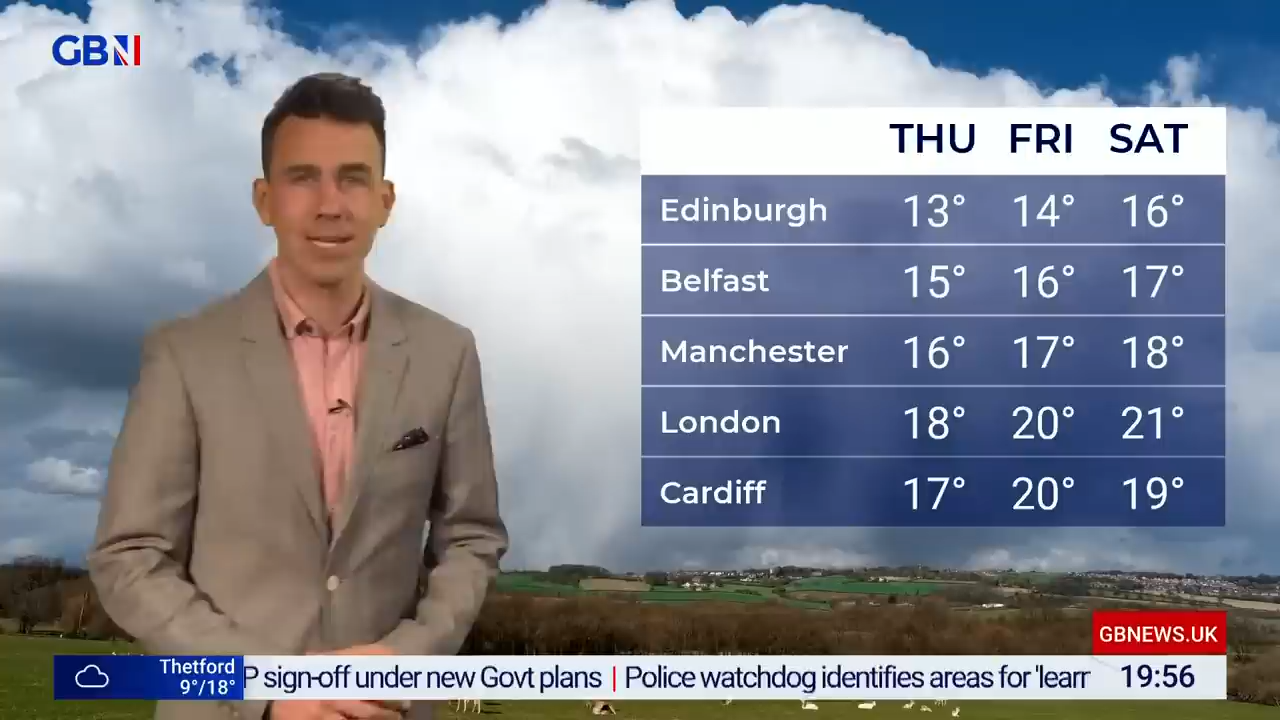 GBN
THU FRI SAT
Edinburgh 13° 14° 16°
Belfast 15° 16° 17°
Manchester 16° 17° 18°
London 18° 20° 21°
Cardiff 17° 20° 19°
GBNEWS.UK
Thetford
9°/18°
P sign-off under new Govt plans | Police watchdog identifies areas for 'learr
19:56